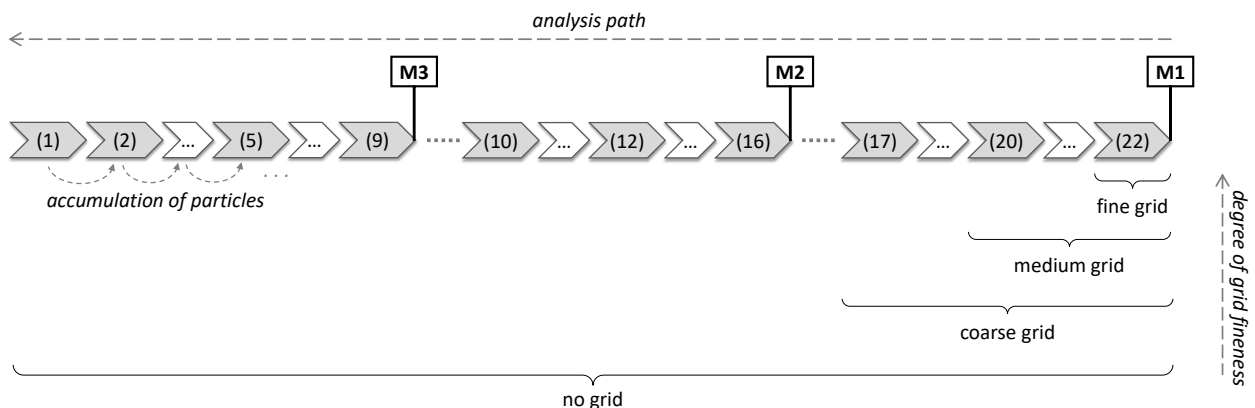 analysis path
M3
M2
M1
(1)
(2)
...
(5)
...
(9)
(10)
...
(12)
...
(16)
(17)
...
(20)
...
(22)
. . .
accumulation of particles
fine grid
medium grid
coarse grid
no grid
degree of grid fineness